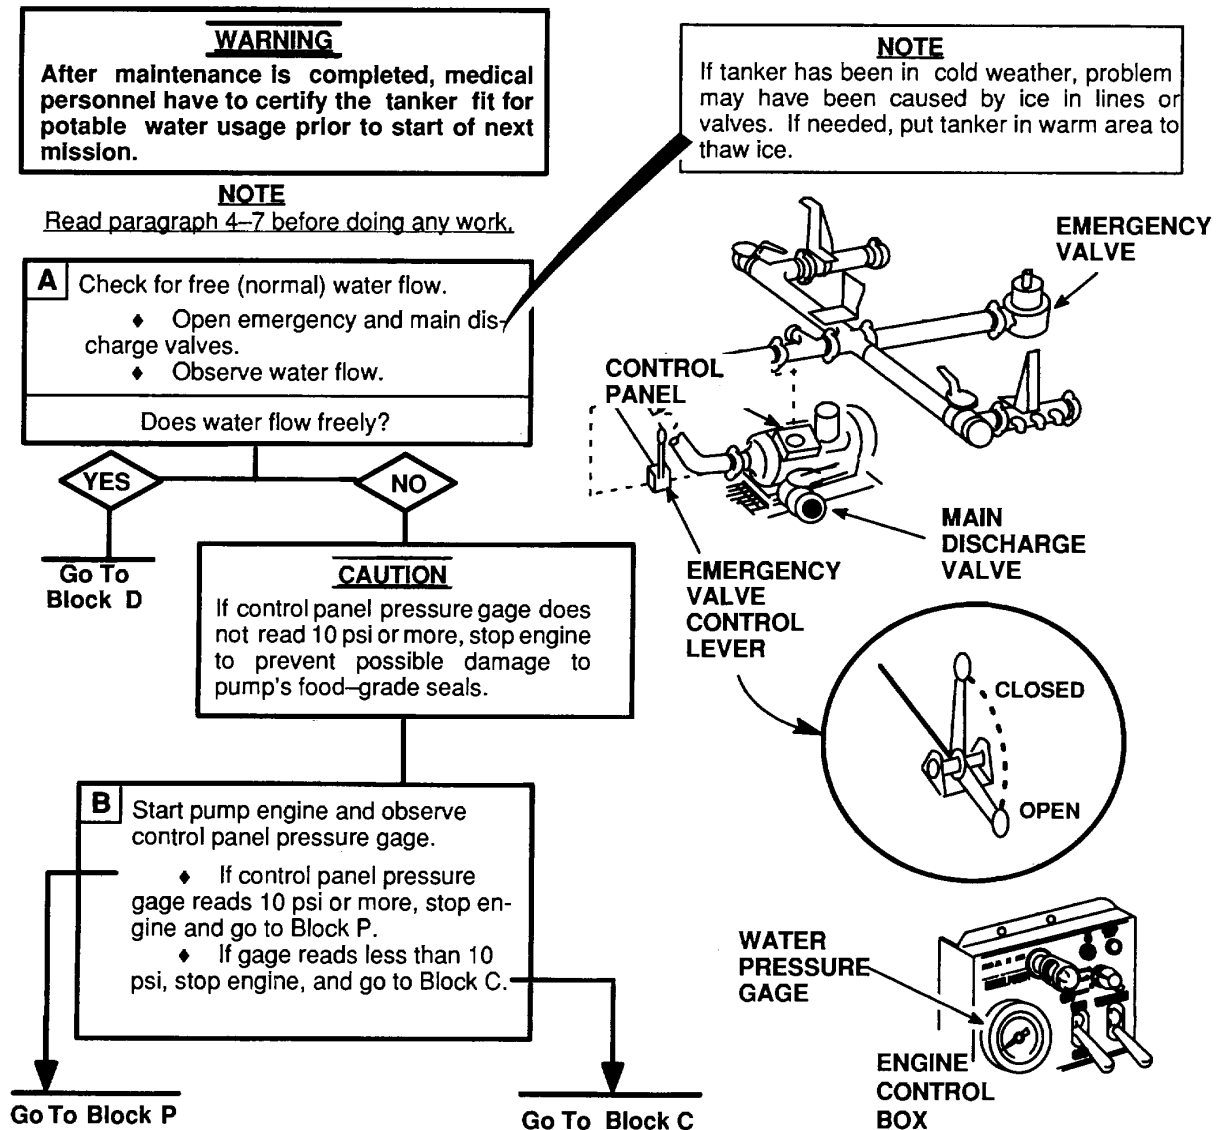 WARNING
After maintenance is completed, medical
personnel have to certify the tanker fit for
potable water usage prior to start of next
mission.
NOTE
If tanker has been in cold weather, problem
may have been caused by ice in lines or
valves. If needed, put tanker in warm area to
thaw ice.
NOTE
Read paragraph 4–7 before doing any work.
A
Check for free (normal) water flow.
♦ Open emergency and main dis-
charge valves.
♦ Observe water flow.
Does water flow freely?
YES
NO
Go To
Block D
CAUTION
If control panel pressure gage does
not read 10 psi or more, stop engine
to prevent possible damage to
pump's food–grade seals.
B
Start pump engine and observe
control panel pressure gage.
♦ If control panel pressure
gage reads 10 psi or more, stop en-
gine and go to Block P.
♦ If gage reads less than 10
psi, stop engine, and go to Block C.
Go To Block P
Go To Block C
EMERGENCY
VALVE
CONTROL
PANEL
MAIN
DISCHARGE
VALVE
EMERGENCY
VALVE
CONTROL
LEVER
CLOSED
OPEN
WATER
PRESSURE
GAGE
ENGINE
CONTROL
BOX